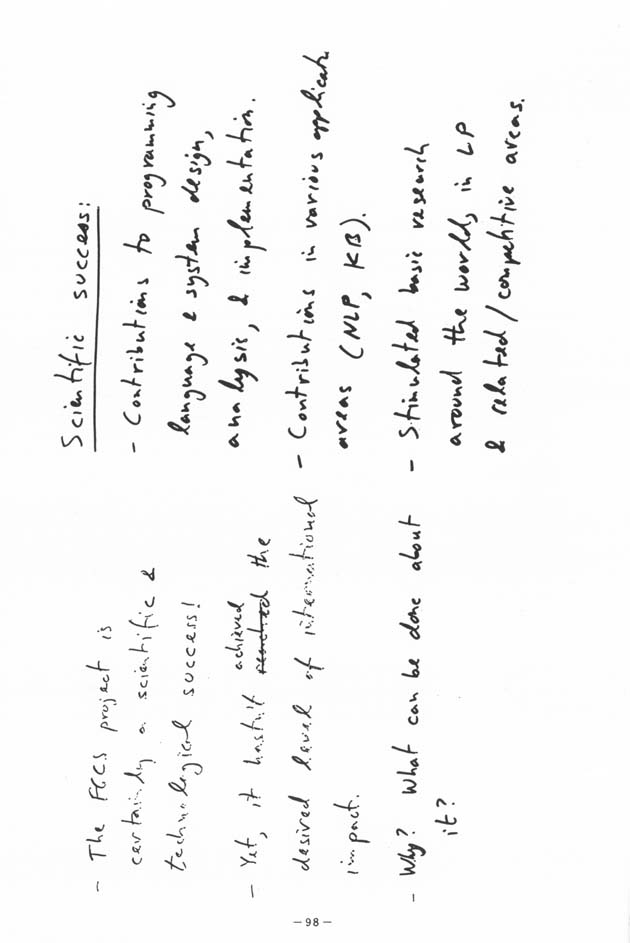 - The FGCS project is
certainly a scientific &
technological success!
- Yet, it hasn't reached achieved the
desired level of international
impact.
- Why? What can be done about
it?
Scientific success:
- Contributions to programming
language & system design,
analysis, & implementation.
- Contributions in various applicatn
areas (NLP, KB).
- Stimulated basic research
around the world, in LP
& related/competitive areas.
-98-